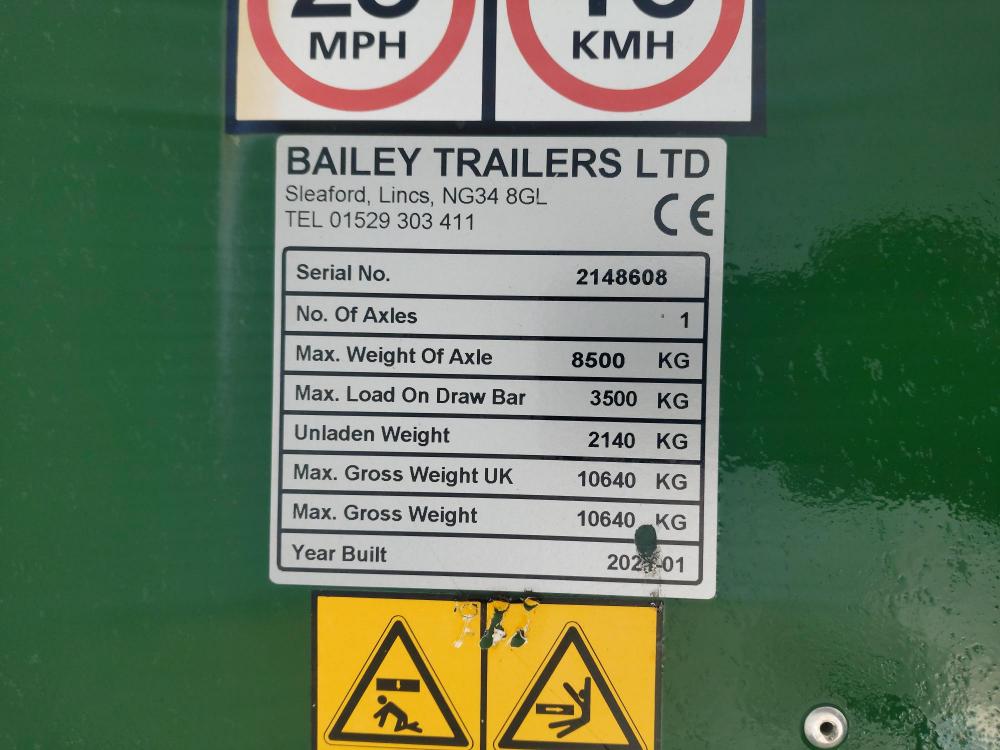 MPH
KMH
BAILEY TRAILERS LTD
Sleaford, Lincs, NG34 8GL
TEL 01529 303 411
CE
Serial No. 2148608
No. Of Axles 1
Max. Weight Of Axle 8500 KG
Max. Load On Draw Bar 3500 KG
Unladen Weight 2140 KG
Max. Gross Weight UK 10640 KG
Max. Gross Weight 10640 KG
Year Built